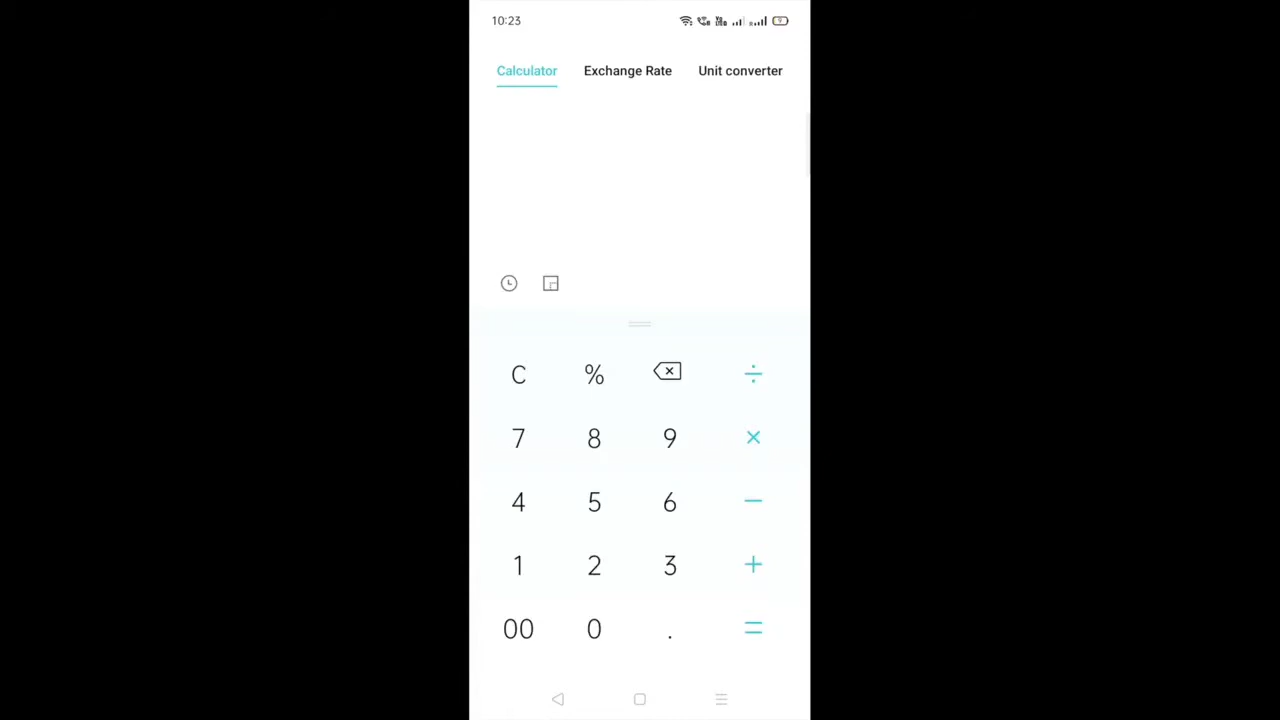 10:23
Calculator Exchange Rate Unit converter
C % ÷
7 8 9 ×
4 5 6 −
1 2 3 +
00 0 . =